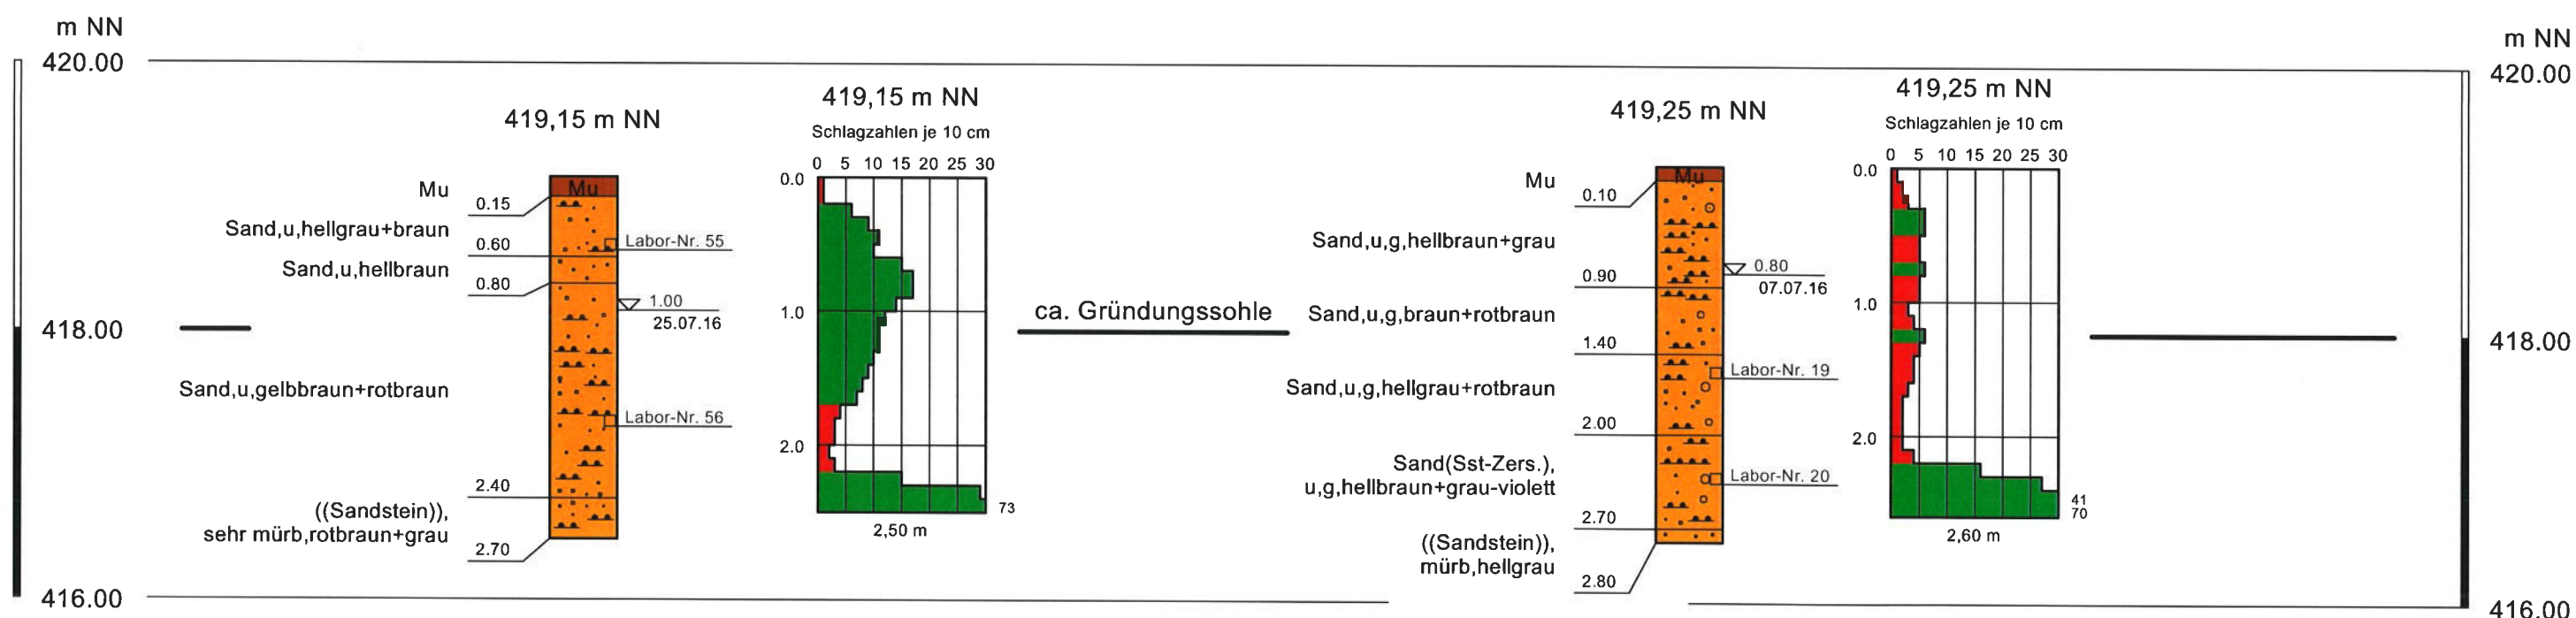 m NN
420.00
419,15 m NN
Mu
Mu
0.15
Sand,u,hellgrau+braun
0.60
Labor-Nr. 55
Sand,u,hellbraun
0.80
1.00
25.07.16
418.00
Sand,u,gelbbraun+rotbraun
Labor-Nr. 56
2.40
((Sandstein)),
sehr mürb,rotbraun+grau
2.70
416.00
419,15 m NN
Schlagzahlen je 10 cm
0 5 10 15 20 25 30
0.0
1.0
2.0
73
2,50 m
ca. Gründungssohle
419,25 m NN
Mu
Mu
0.10
Sand,u,g,hellbraun+grau
0.80
07.07.16
0.90
Sand,u,g,braun+rotbraun
1.40
Labor-Nr. 19
Sand,u,g,hellgrau+rotbraun
2.00
Sand(Sst-Zers.),
u,g,hellbraun+grau-violett
Labor-Nr. 20
2.70
((Sandstein)),
mürb,hellgrau
2.80
419,25 m NN
Schlagzahlen je 10 cm
0 5 10 15 20 25 30
0.0
1.0
2.0
41
70
2,60 m
m NN
420.00
418.00
416.00